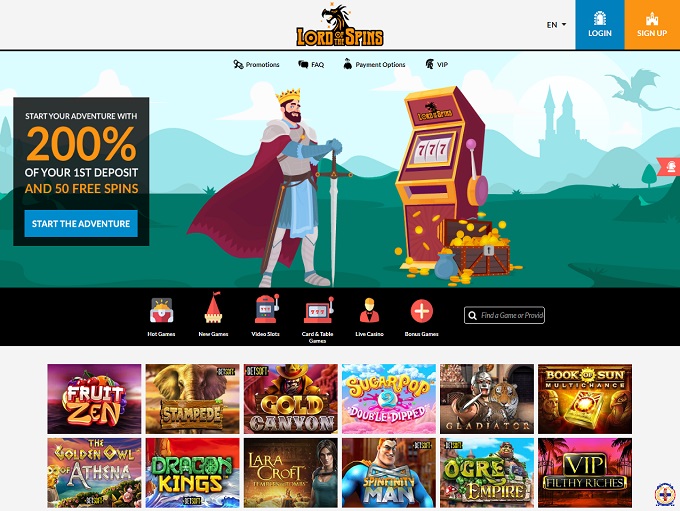 LORD OF THE SPINS
EN
LOGIN
SIGN UP
Promotions
FAQ
Payment Options
VIP
START YOUR ADVENTURE WITH
200%
OF YOUR 1ST DEPOSIT
AND 50 FREE SPINS
START THE ADVENTURE
LORD OF THE SPINS
777
Hot Games
New Games
Video Slots
Card & Table
Games
Live Casino
Bonus Games
Find a Game or Provid
FRUIT
ZEN
BETSOFT
STAMPEDE
BETSOFT
GOLD
CANYON
SUGARPOP
2
DOUBLE DIPPED
GLADIATOR
BOOK OF SUN
MULTICHANCE
THE
GOLDEN OWL
OF ATHENA
BETSOFT
DRAGON
KINGS
BETSOFT
LARA
CROFT
TEMPLES AND TOMBS
BETSOFT
SPINFINITY
MAN
BETSOFT
OGRE
EMPIRE
VIP
FILTHY RICHES